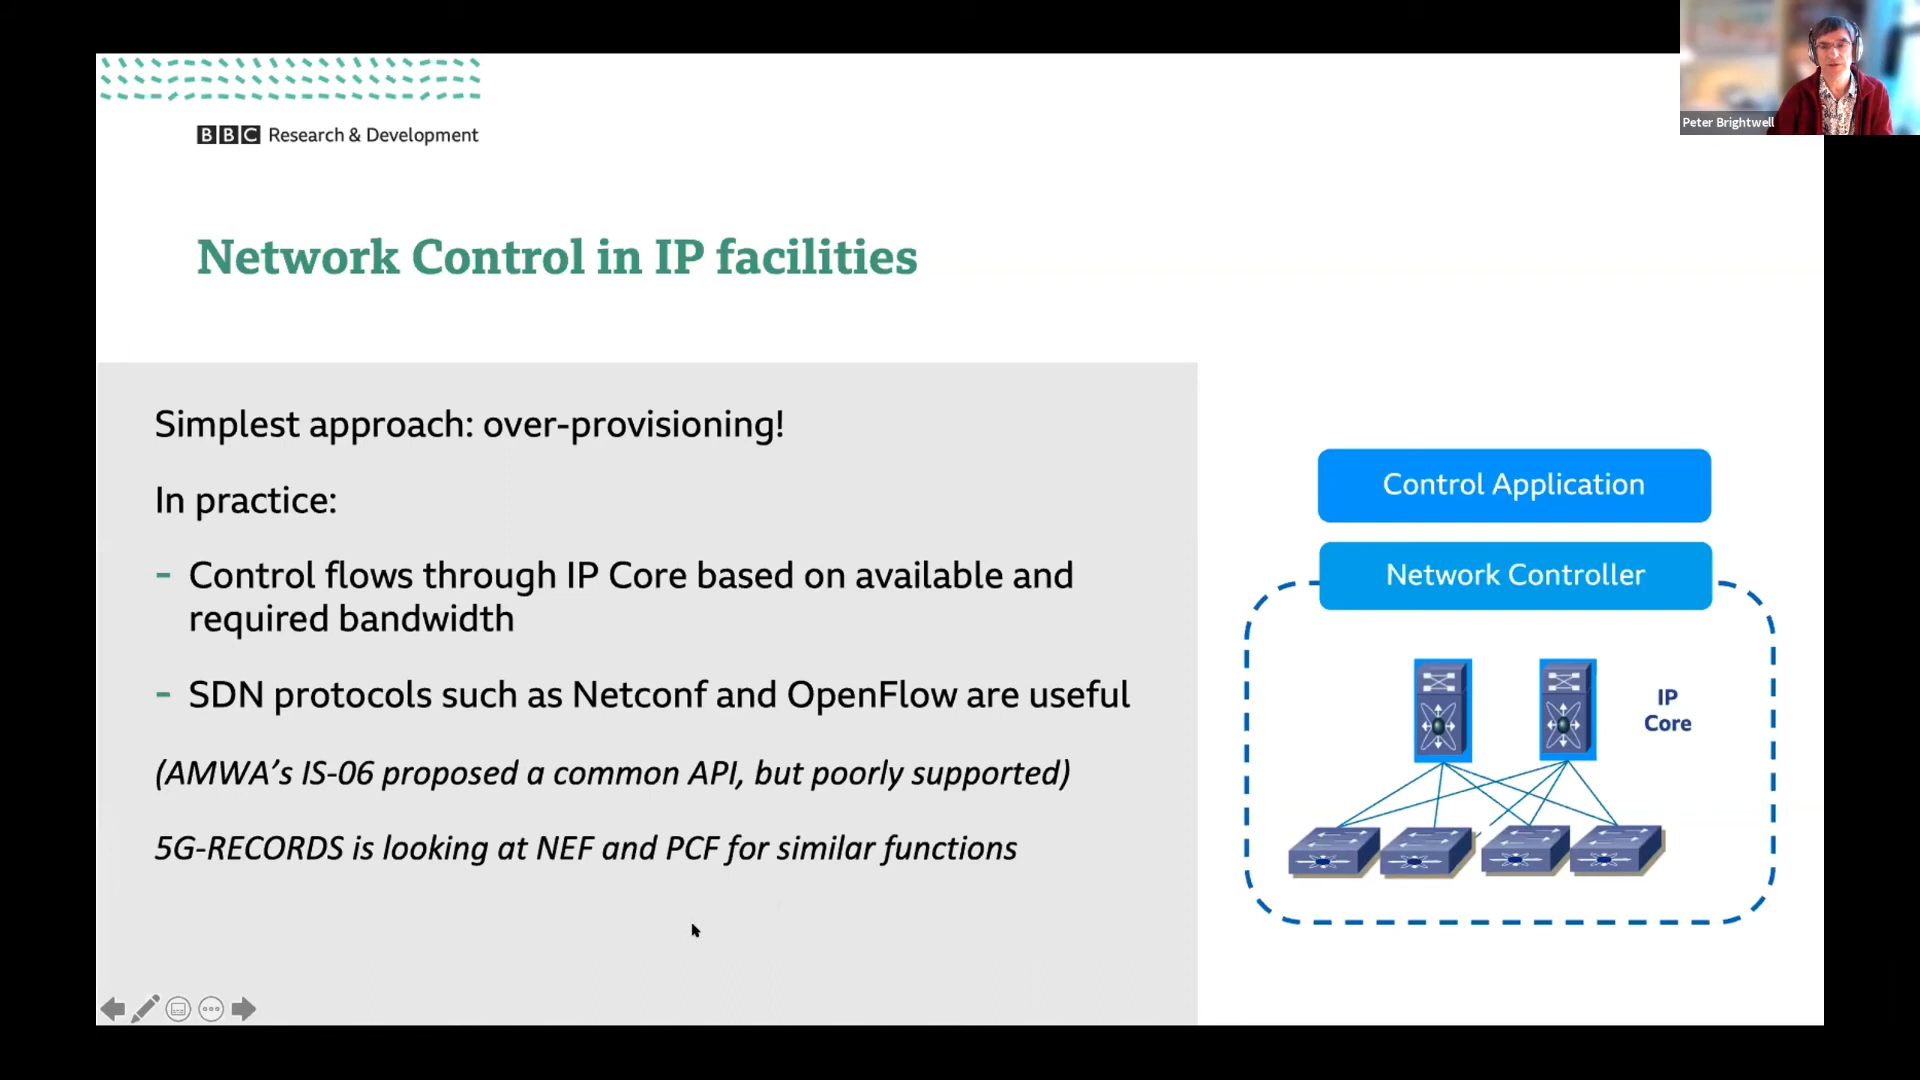 BBC Research & Development
Peter Brightwell
Network Control in IP facilities
Simplest approach: over-provisioning!
In practice:
- Control flows through IP Core based on available and
required bandwidth
- SDN protocols such as Netconf and OpenFlow are useful
(AMWA’s IS-06 proposed a common API, but poorly supported)
5G-RECORDS is looking at NEF and PCF for similar functions
Control Application
Network Controller
IP
Core